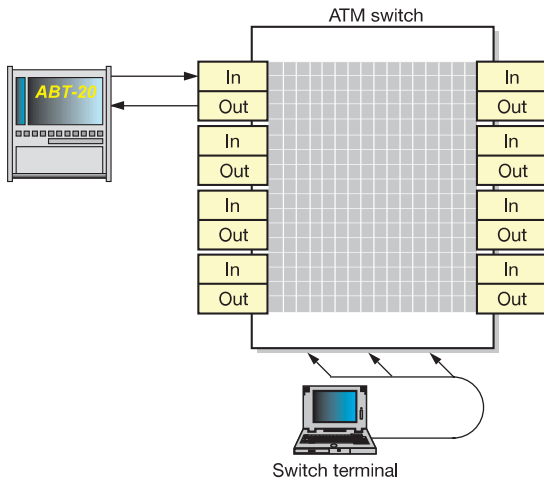 ATM switch
ABT-20
In
Out
In
Out
In
Out
In
Out
In
Out
In
Out
In
Out
In
Out
Switch terminal